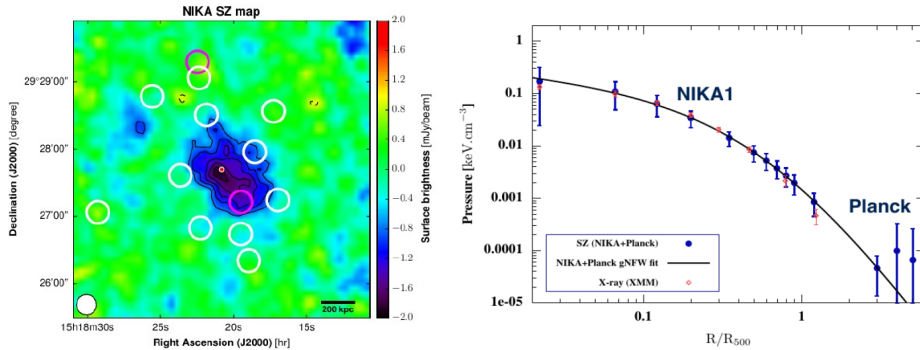 NIKA SZ map
Declination (J2000) [degree]
29°29'00"
28'00"
27'00"
26'00"
200 kpc
15h18m30s
25s
20s
15s
Right Ascension (J2000) [hr]
2.0
1.6
1.2
0.8
0.4
0.0
−0.4
−0.8
−1.2
−1.6
−2.0
Surface brightness [mJy/beam]
Pressure [keV.cm⁻³]
1
0.1
0.01
0.001
0.0001
1e-05
NIKA1
Planck
SZ (NIKA+Planck)
NIKA+Planck gNFW fit
X-ray (XMM)
0.1
1
R/R₅₀₀